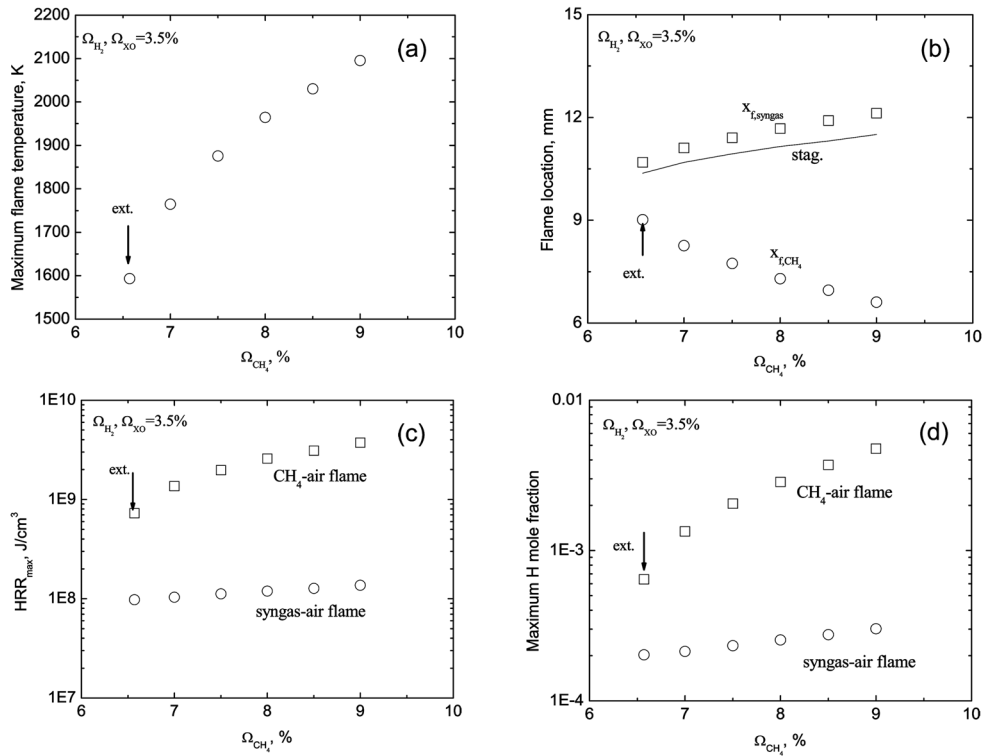 (a)
Ω_H₂, Ω_XO=3.5%
Maximum flame temperature, K
2200
2100
2000
1900
1800
1700
1600
1500
ext.
6 7 8 9 10
Ω_CH₄, %
(b)
Ω_H₂, Ω_XO=3.5%
Flame location, mm
15
12
9
6
x_f,syngas
stag.
x_f,CH₄
ext.
6 7 8 9 10
Ω_CH₄, %
(c)
Ω_H₂, Ω_XO=3.5%
HRR_max, J/cm³
1E10
1E9
1E8
1E7
ext.
CH₄-air flame
syngas-air flame
6 7 8 9 10
Ω_CH₄, %
(d)
Ω_H₂, Ω_XO=3.5%
Maximum H mole fraction
0.01
1E-3
1E-4
ext.
CH₄-air flame
syngas-air flame
6 7 8 9 10
Ω_CH₄, %